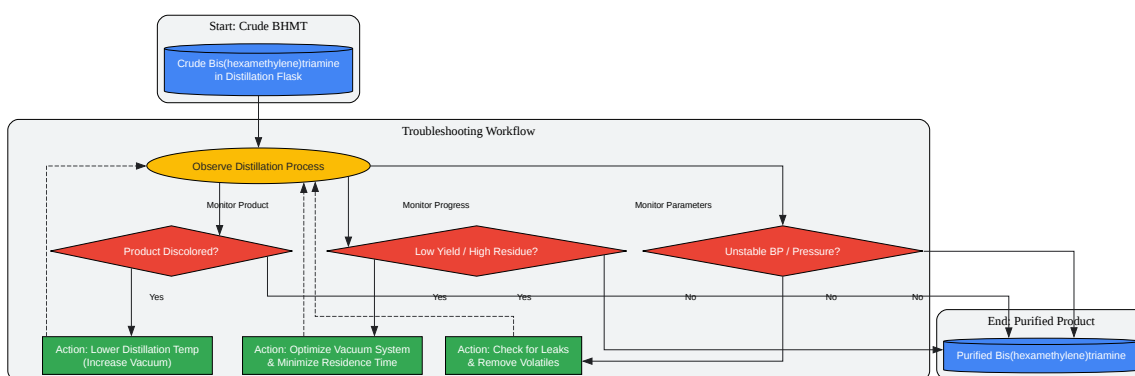 Start: Crude BHMT
Crude Bis(hexamethylene)triamine
in Distillation Flask
Troubleshooting Workflow
Observe Distillation Process
Monitor Product
Monitor Progress
Monitor Parameters
Product Discolored?
Low Yield / High Residue?
Unstable BP / Pressure?
Yes
Yes
Yes
No
No
No
Action: Lower Distillation Temp
(Increase Vacuum)
Action: Optimize Vacuum System
& Minimize Residence Time
Action: Check for Leaks
& Remove Volatiles
End: Purified Product
Purified Bis(hexamethylene)triamine